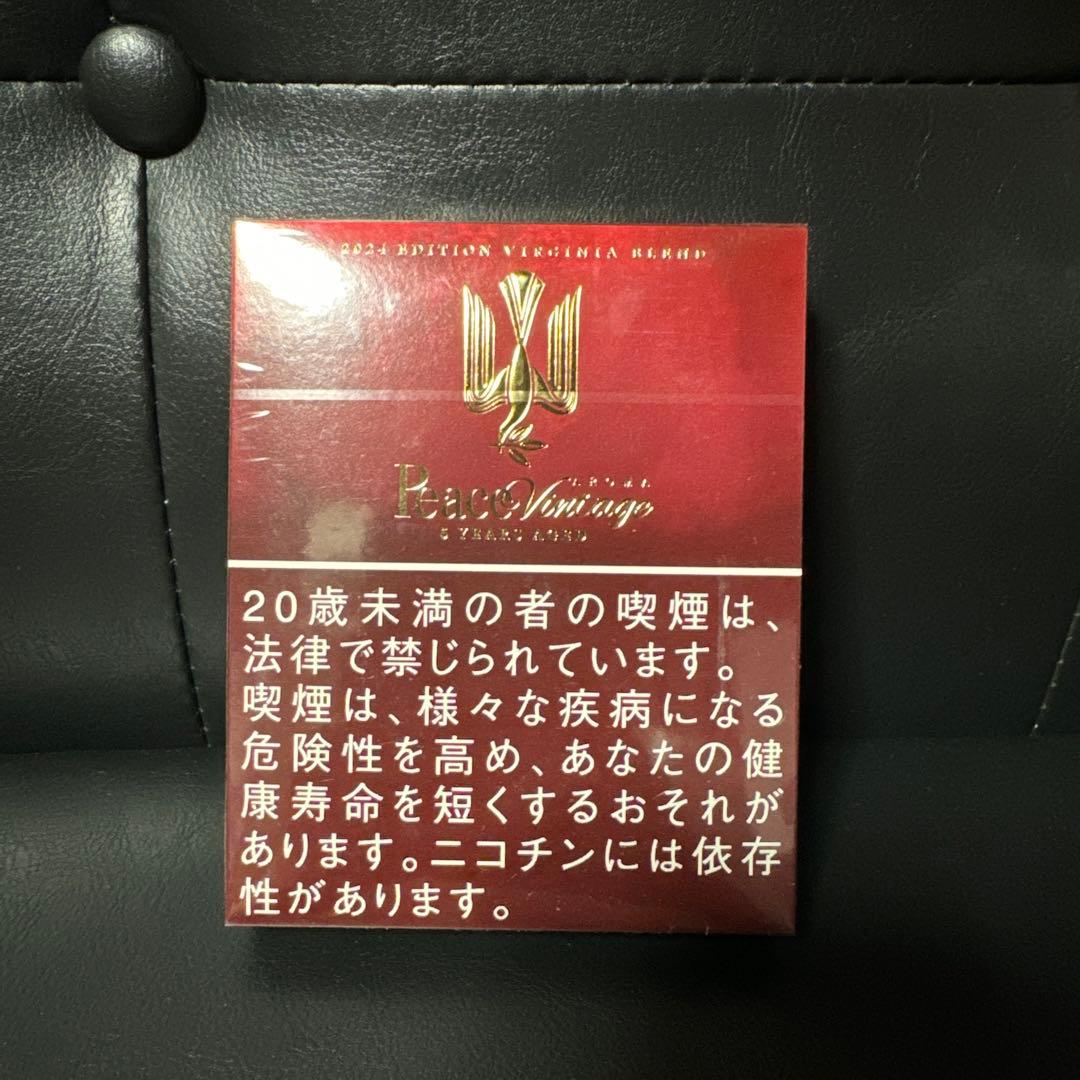 2024 EDITION VIRGINIA BLEND
Peace AROMA Vintage
5 YEARS AGED
20歳未満の者の喫煙は、
法律で禁じられています。
喫煙は、様々な疾病になる
危険性を高め、あなたの健
康寿命を短くするおそれが
あります。ニコチンには依存
性があります。